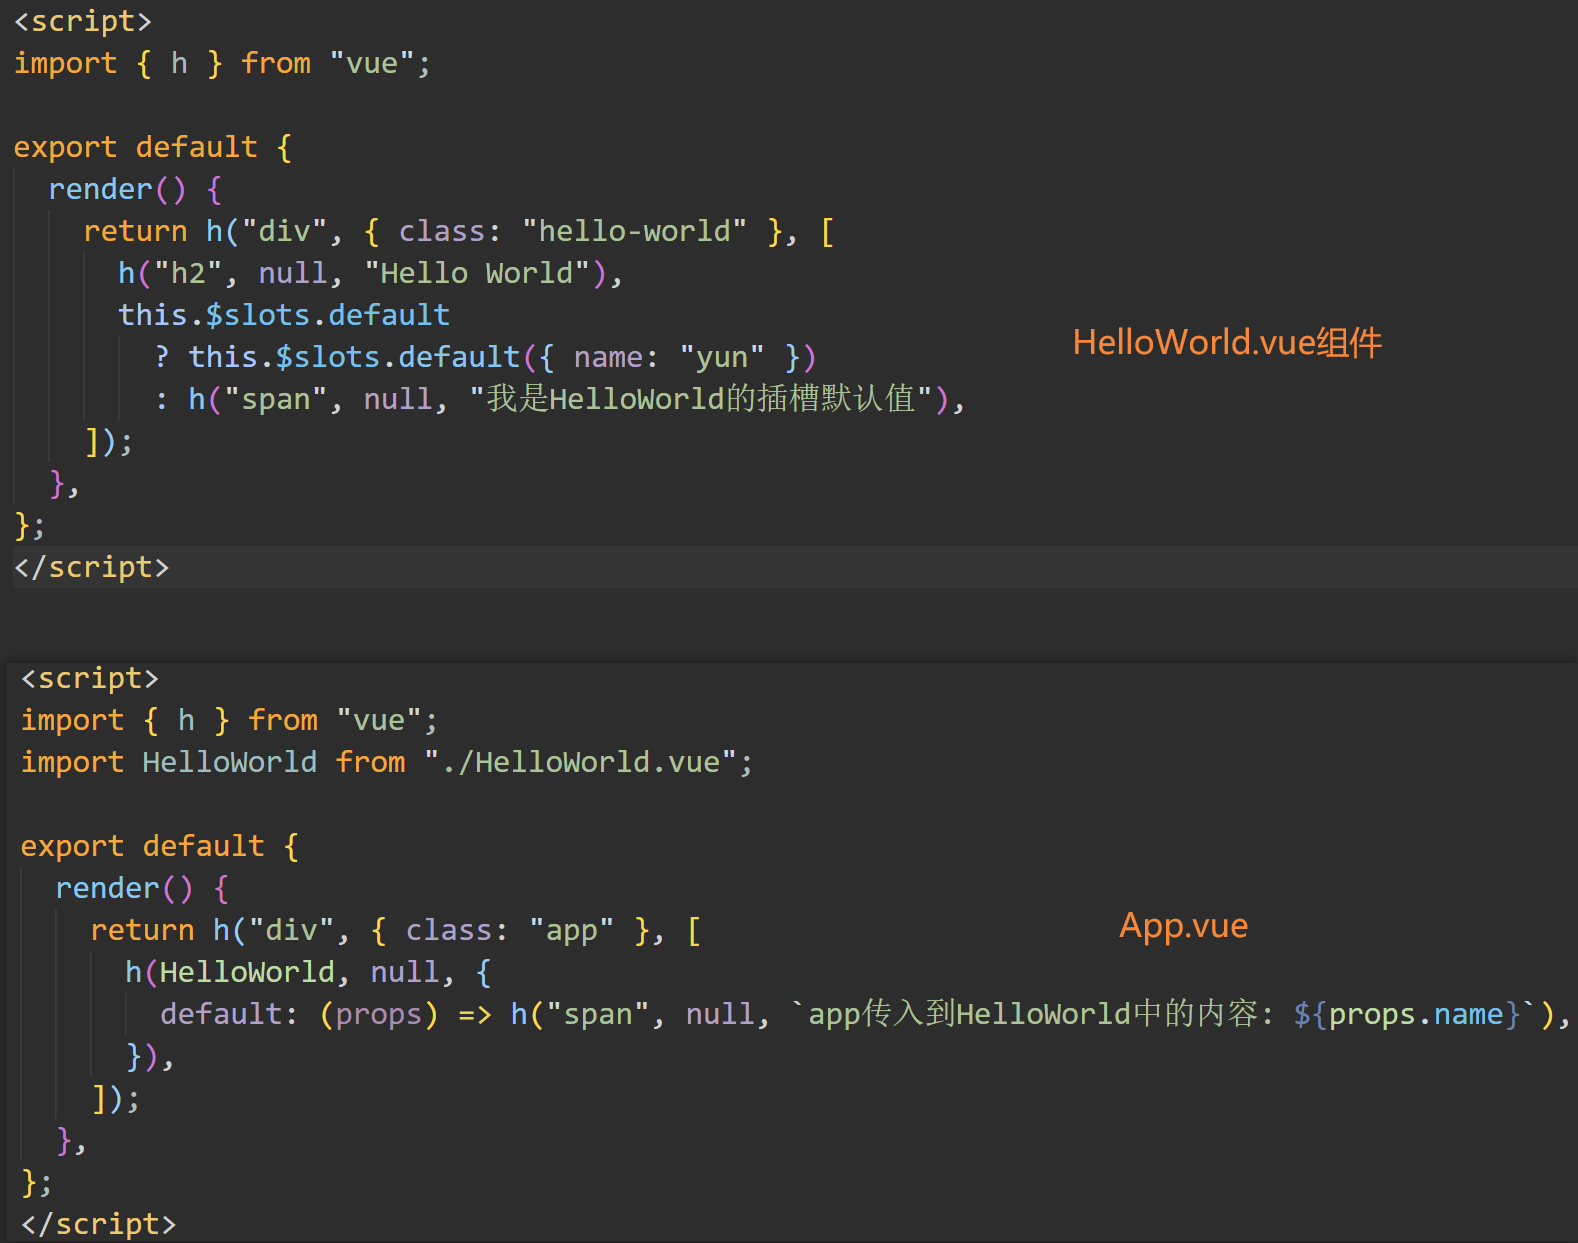 <script>
import { h } from "vue";
export default {
  render() {
    return h("div", { class: "hello-world" }, [
      h("h2", null, "Hello World"),
      this.$slots.default
        ? this.$slots.default({ name: "yun" })
        : h("span", null, "我是HelloWorld的插槽默认值"),
    ]);
  },
};
</script>
HelloWorld.vue组件
<script>
import { h } from "vue";
import HelloWorld from "./HelloWorld.vue";
export default {
  render() {
    return h("div", { class: "app" }, [
      h(HelloWorld, null, {
        default: (props) => h("span", null, `app传入到HelloWorld中的内容: ${props.name}`),
      }),
    ]);
  },
};
</script>
App.vue